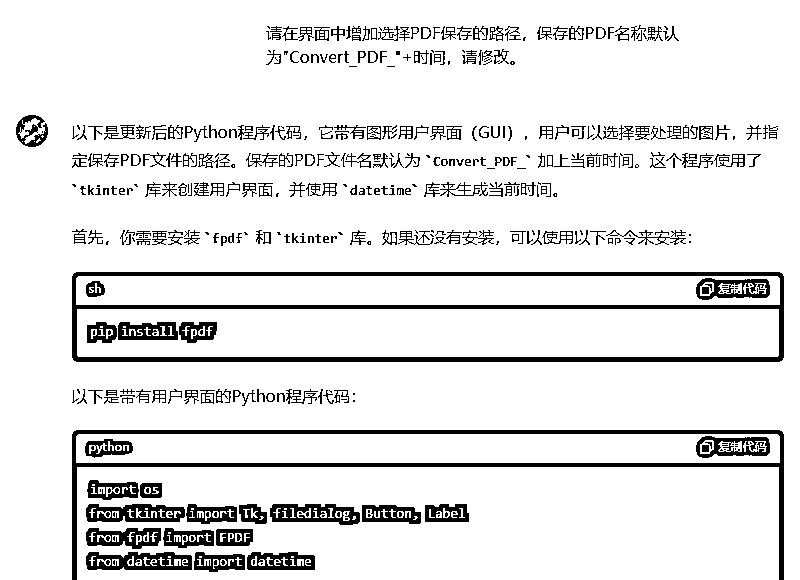 请在界面中增加选择PDF保存的路径，保存的PDF名称默认
为"Convert_PDF_"+时间，请修改。
以下是更新后的Python程序代码，它带有图形用户界面（GUI），用户可以选择要处理的图片，并指
定保存PDF文件的路径。保存的PDF文件名默认为 `Convert_PDF_` 加上当前时间。这个程序使用了
`tkinter` 库来创建用户界面，并使用 `datetime` 库来生成当前时间。
首先，你需要安装 `fpdf` 和 `tkinter` 库。如果还没有安装，可以使用以下命令来安装：
sh 复制代码
pip install fpdf
以下是带有用户界面的Python程序代码：
python 复制代码
import os
from tkinter import Tk, filedialog, Button, Label
from fpdf import FPDF
from datetime import datetime